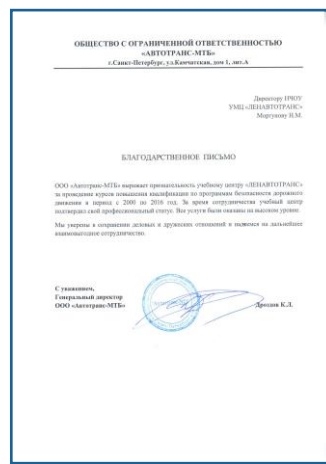 ОБЩЕСТВО С ОГРАНИЧЕННОЙ ОТВЕТСТВЕННОСТЬЮ
«АВТОТРАНС-МТБ»
г.Санкт-Петербург, ул.Камчатская, дом 1, лит.А
Директору НЧОУ
УМЦ «ЛЕНАВТОТРАНС»
Моргунову Н.М.
БЛАГОДАРСТВЕННОЕ ПИСЬМО
ООО «Автотранс-МТБ» выражает признательность учебному центру «ЛЕНАВТОТРАНС»
за проведение курсов повышения квалификации по программам безопасности дорожного
движения в период с 2000 по 2016 год. За время сотрудничества учебный центр
подтвердил свой профессиональный статус. Все услуги были оказаны на высоком уровне.
Мы уверены в сохранении деловых и дружеских отношений и надеемся на дальнейшее
взаимовыгодное сотрудничество.
С уважением,
Генеральный директор
ООО «Автотранс-МТБ»
Дроздов К.Л.